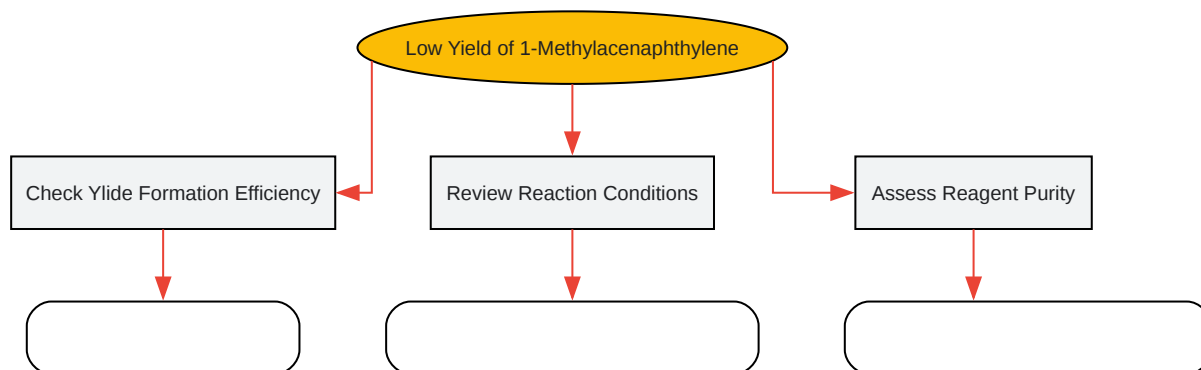 Low Yield of 1-Methylacenaphthylene
Check Ylide Formation Efficiency
Review Reaction Conditions
Assess Reagent Purity